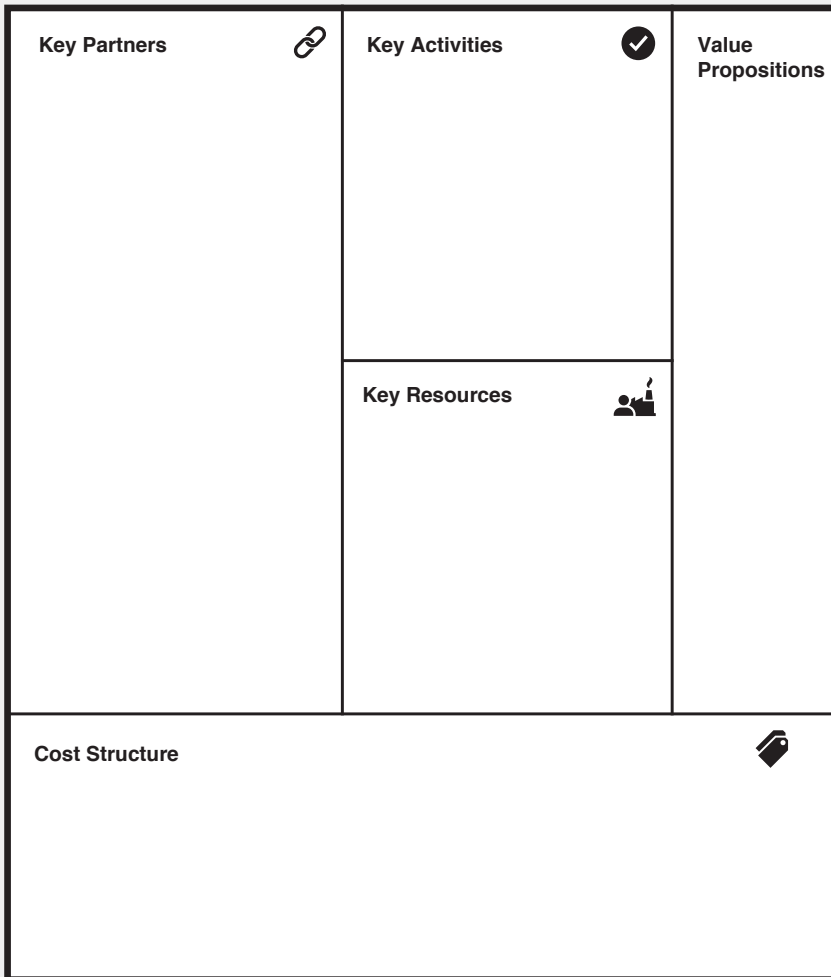 Key Partners
Key Activities
Value
Propositions
Key Resources
Cost Structure